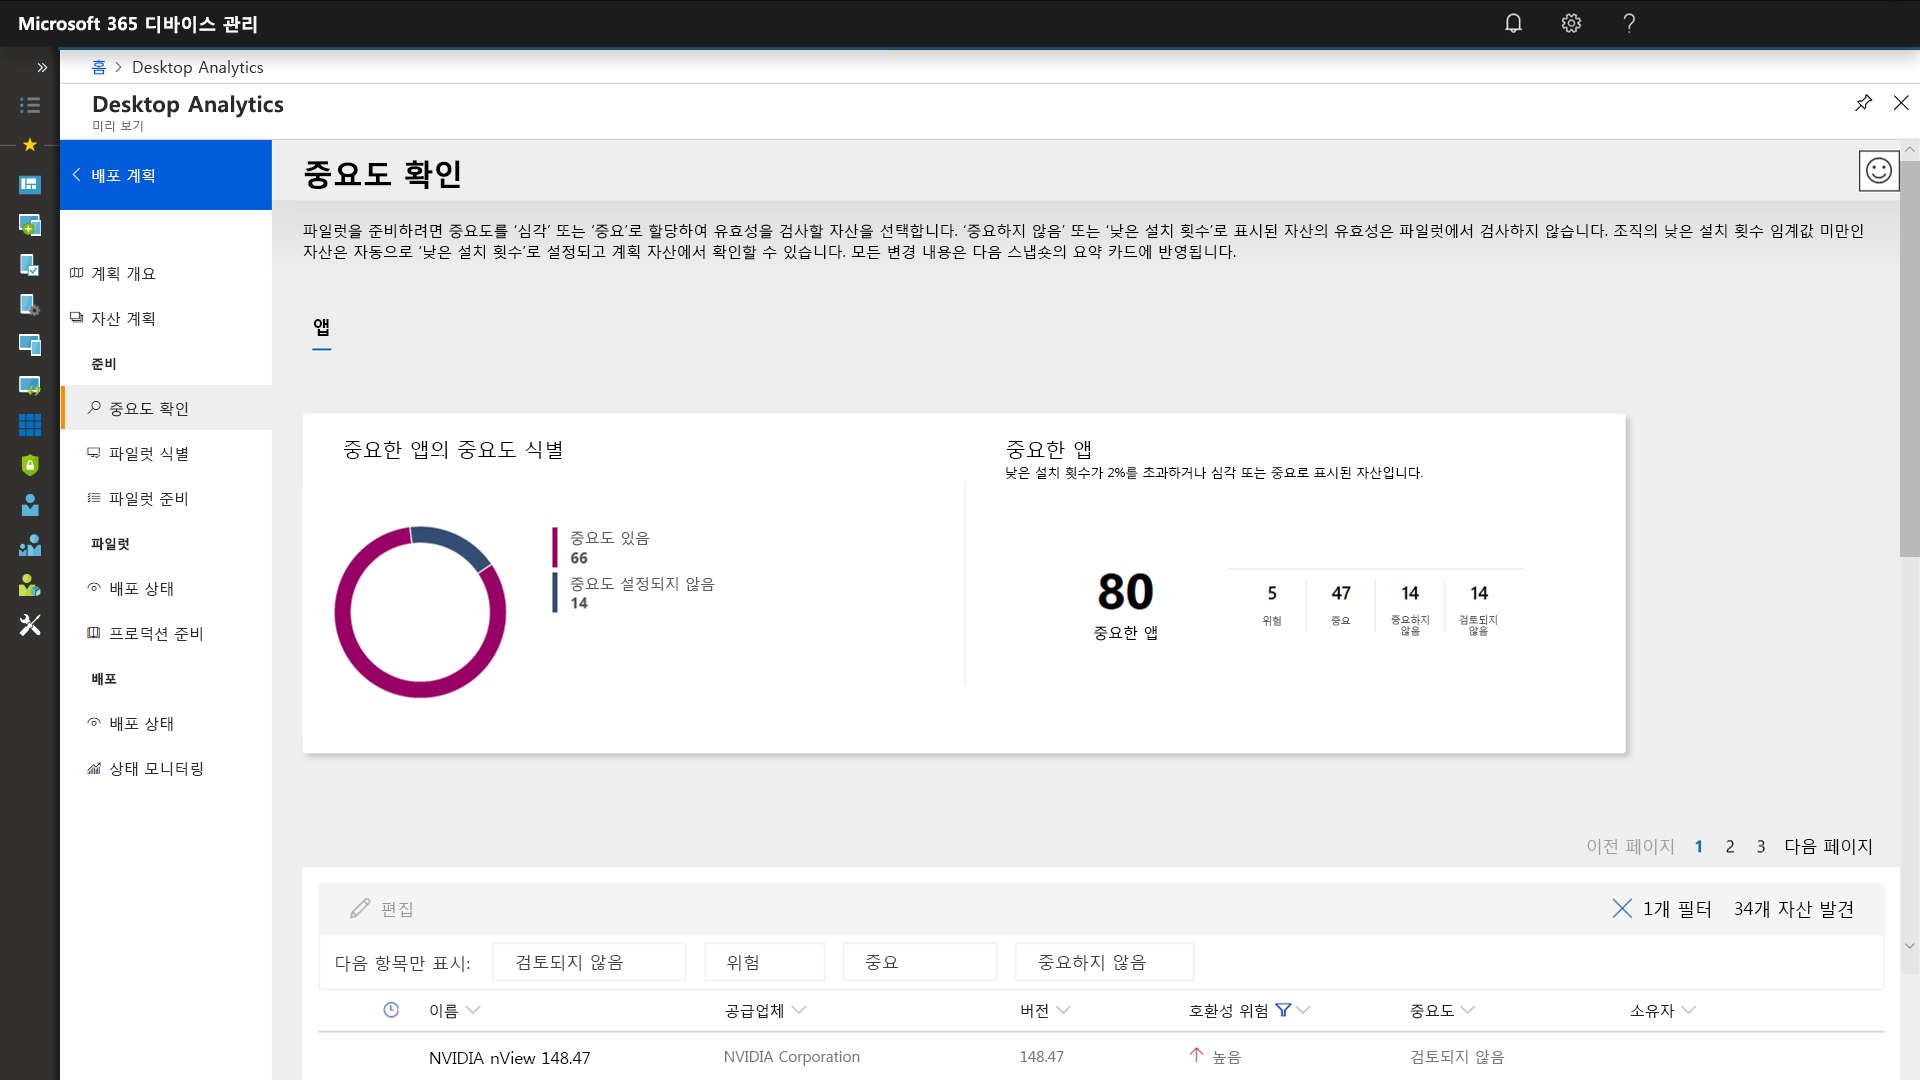 Microsoft 365 디바이스 관리
홈 > Desktop Analytics
Desktop Analytics
미리 보기
배포 계획
계획 개요
자산 계획
준비
중요도 확인
파일럿 식별
파일럿 준비
파일럿
배포 상태
프로덕션 준비
배포
배포 상태
상태 모니터링
중요도 확인
파일럿을 준비하려면 중요도를 ‘심각’ 또는 ‘중요’로 할당하여 유효성을 검사할 자산을 선택합니다. ‘중요하지 않음’ 또는 ‘낮은 설치 횟수’로 표시된 자산의 유효성은 파일럿에서 검사하지 않습니다. 조직의 낮은 설치 횟수 임계값 미만인
자산은 자동으로 ‘낮은 설치 횟수’로 설정되고 계획 자산에서 확인할 수 있습니다. 모든 변경 내용은 다음 스냅숏의 요약 카드에 반영됩니다.
앱
중요한 앱의 중요도 식별
중요도 있음
66
중요도 설정되지 않음
14
중요한 앱
낮은 설치 횟수가 2%를 초과하거나 심각 또는 중요로 표시된 자산입니다.
80
중요한 앱
5
위험
47
중요
14
중요하지
않음
14
검토되지
않음
이전 페이지 1 2 3 다음 페이지
편집
1개 필터 34개 자산 발견
다음 항목만 표시: 검토되지 않음 위험 중요 중요하지 않음
이름 공급업체 버전 호환성 위험 중요도 소유자
NVIDIA nView 148.47 NVIDIA Corporation 148.47 높음 검토되지 않음